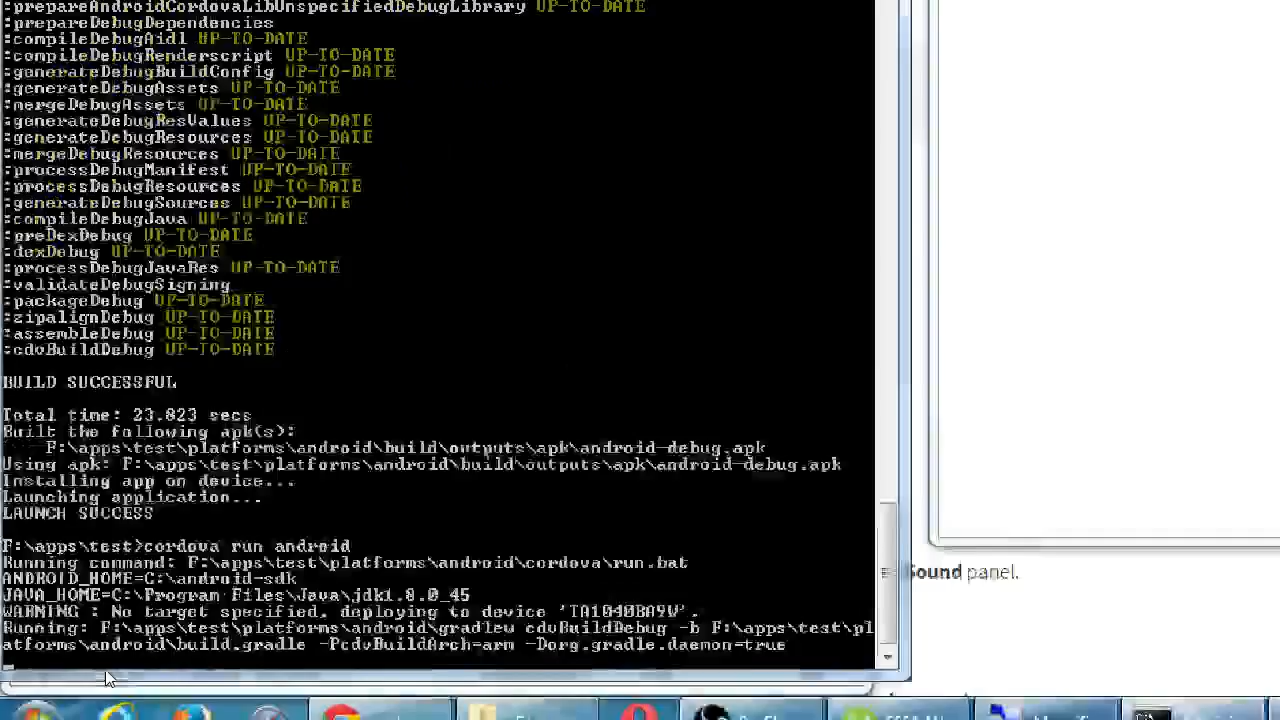 :prepareAndroidCordovaLibUnspecifiedDebugLibrary UP-TO-DATE
:prepareDebugDependencies
:compileDebugAidl UP-TO-DATE
:compileDebugRenderscript UP-TO-DATE
:generateDebugBuildConfig UP-TO-DATE
:generateDebugAssets UP-TO-DATE
:mergeDebugAssets UP-TO-DATE
:generateDebugResValues UP-TO-DATE
:generateDebugResources UP-TO-DATE
:mergeDebugResources UP-TO-DATE
:processDebugManifest UP-TO-DATE
:processDebugResources UP-TO-DATE
:generateDebugSources UP-TO-DATE
:compileDebugJava UP-TO-DATE
:preDexDebug UP-TO-DATE
:dexDebug UP-TO-DATE
:processDebugJavaRes UP-TO-DATE
:validateDebugSigning
:packageDebug UP-TO-DATE
:zipalignDebug UP-TO-DATE
:assembleDebug UP-TO-DATE
:cdvBuildDebug UP-TO-DATE
BUILD SUCCESSFUL
Total time: 23.823 secs
Built the following apk(s):
F:\apps\test\platforms\android\build\outputs\apk\android-debug.apk
Using apk: F:\apps\test\platforms\android\build\outputs\apk\android-debug.apk
Installing app on device...
Launching application...
LAUNCH SUCCESS
F:\apps\test>cordova run android
Running command: F:\apps\test\platforms\android\cordova\run.bat
ANDROID_HOME=C:\android-sdk
JAVA_HOME=C:\Program Files\Java\jdk1.8.0_45
WARNING : No target specified, deploying to device 'TA1040BA9W'.
Running: F:\apps\test\platforms\android\gradlew cdvBuildDebug -b F:\apps\test\pl
atforms\android\build.gradle -PcdvBuildArch=arm -Dorg.gradle.daemon=true
Sound panel.